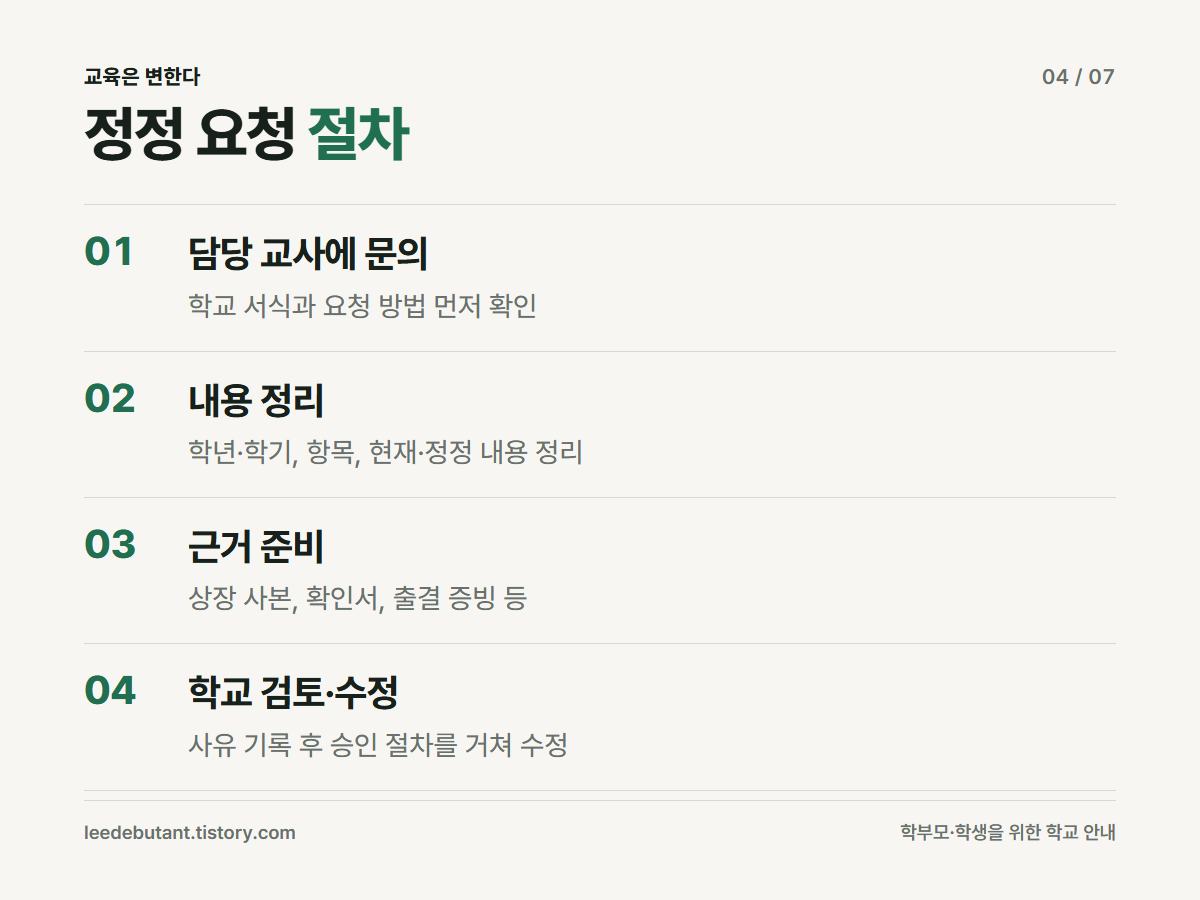 교육은 변한다
04 / 07
정정 요청 절차
01
담당 교사에 문의
학교 서식과 요청 방법 먼저 확인
02
내용 정리
학년·학기, 항목, 현재·정정 내용 정리
03
근거 준비
상장 사본, 확인서, 출결 증빙 등
04
학교 검토·수정
사유 기록 후 승인 절차를 거쳐 수정
leedebutant.tistory.com
학부모·학생을 위한 학교 안내